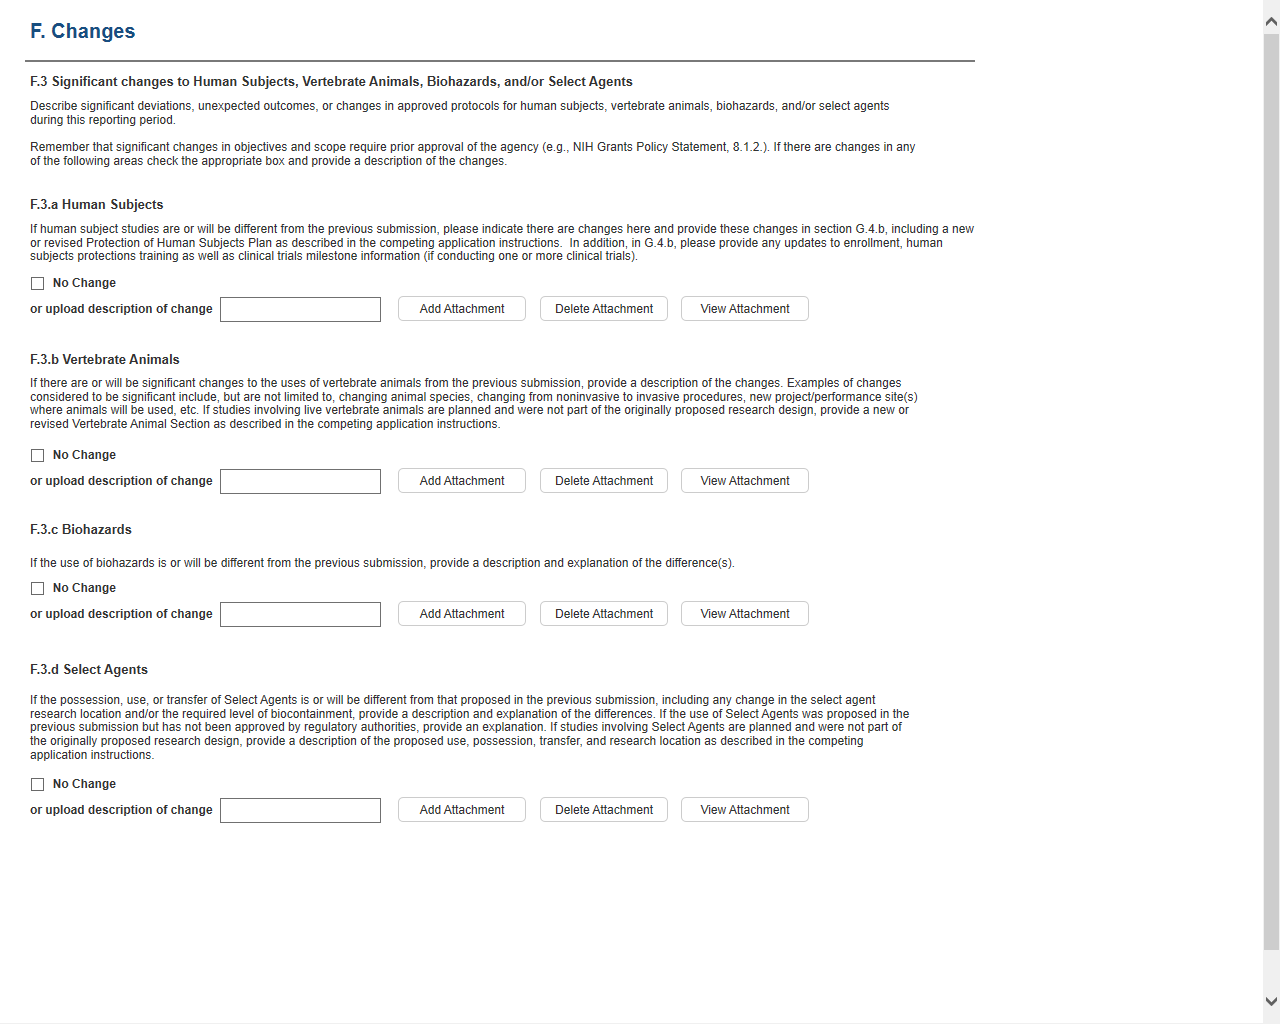 F. Changes
F.3 Significant changes to Human Subjects, Vertebrate Animals, Biohazards, and/or Select Agents
Describe significant deviations, unexpected outcomes, or changes in approved protocols for human subjects, vertebrate animals, biohazards, and/or select agents
during this reporting period.
Remember that significant changes in objectives and scope require prior approval of the agency (e.g., NIH Grants Policy Statement, 8.1.2.). If there are changes in any
of the following areas check the appropriate box and provide a description of the changes.
F.3.a Human Subjects
If human subject studies are or will be different from the previous submission, please indicate there are changes here and provide these changes in section G.4.b, including a new
or revised Protection of Human Subjects Plan as described in the competing application instructions.  In addition, in G.4.b, please provide any updates to enrollment, human
subjects protections training as well as clinical trials milestone information (if conducting one or more clinical trials).
No Change
or upload description of change Add Attachment Delete Attachment View Attachment
F.3.b Vertebrate Animals
If there are or will be significant changes to the uses of vertebrate animals from the previous submission, provide a description of the changes. Examples of changes
considered to be significant include, but are not limited to, changing animal species, changing from noninvasive to invasive procedures, new project/performance site(s)
where animals will be used, etc. If studies involving live vertebrate animals are planned and were not part of the originally proposed research design, provide a new or
revised Vertebrate Animal Section as described in the competing application instructions.
No Change
or upload description of change Add Attachment Delete Attachment View Attachment
F.3.c Biohazards
If the use of biohazards is or will be different from the previous submission, provide a description and explanation of the difference(s).
No Change
or upload description of change Add Attachment Delete Attachment View Attachment
F.3.d Select Agents
If the possession, use, or transfer of Select Agents is or will be different from that proposed in the previous submission, including any change in the select agent
research location and/or the required level of biocontainment, provide a description and explanation of the differences. If the use of Select Agents was proposed in the
previous submission but has not been approved by regulatory authorities, provide an explanation. If studies involving Select Agents are planned and were not part of
the originally proposed research design, provide a description of the proposed use, possession, transfer, and research location as described in the competing
application instructions.
No Change
or upload description of change Add Attachment Delete Attachment View Attachment